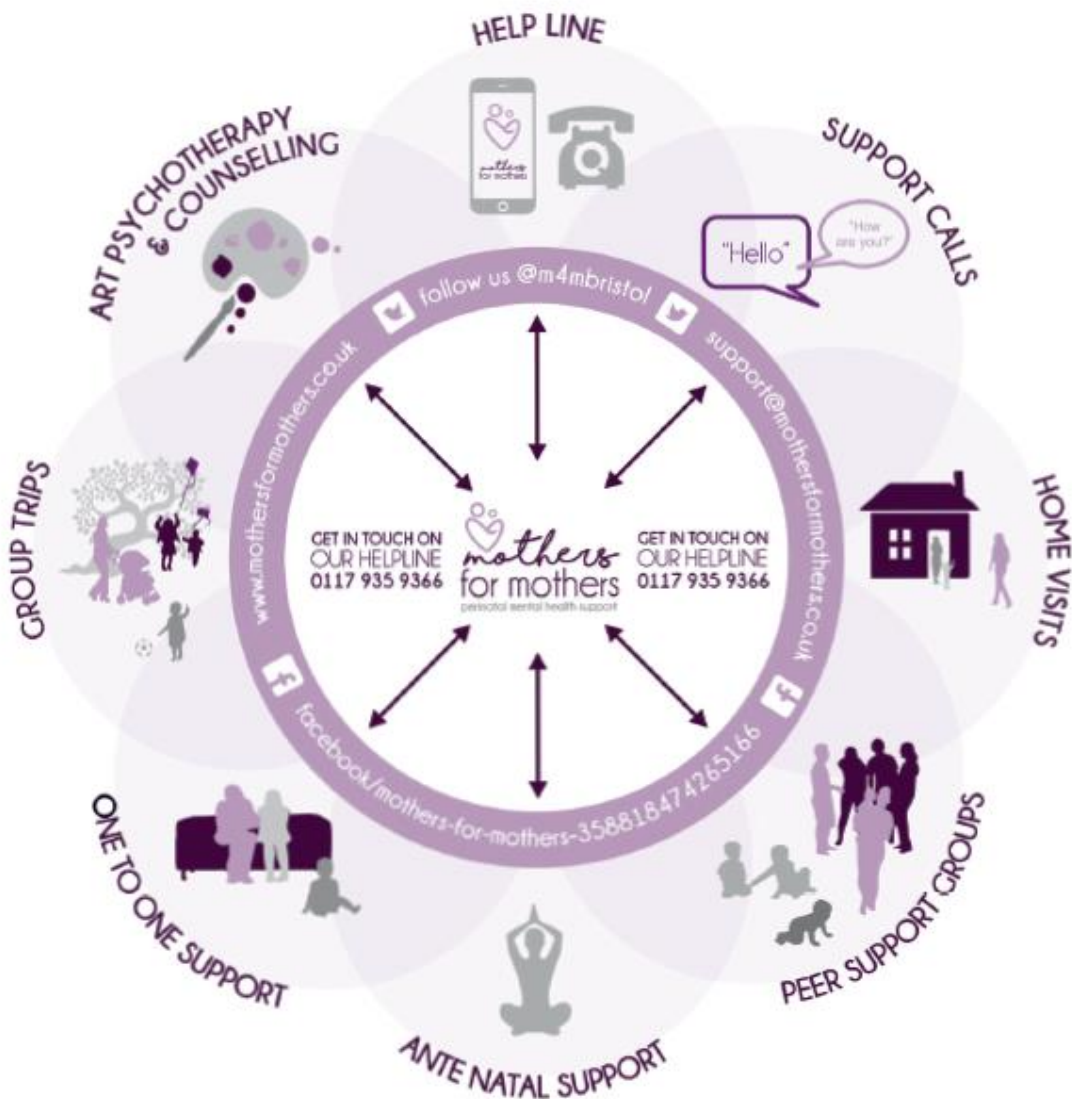 HELP LINE
mothers
for mothers
SUPPORT CALLS
"Hello"
"How
are you?"
HOME VISITS
PEER SUPPORT GROUPS
ANTE NATAL SUPPORT
ONE TO ONE SUPPORT
GROUP TRIPS
ART PSYCHOTHERAPY
& COUNSELLING
follow us @m4mbristol
support@mothersformothers.co.uk
facebook/mothers-for-mothers-358818474265166
www.mothersformothers.co.uk
GET IN TOUCH ON
OUR HELPLINE
0117 935 9366
mothers
for mothers
perinatal mental health support
GET IN TOUCH ON
OUR HELPLINE
0117 935 9366